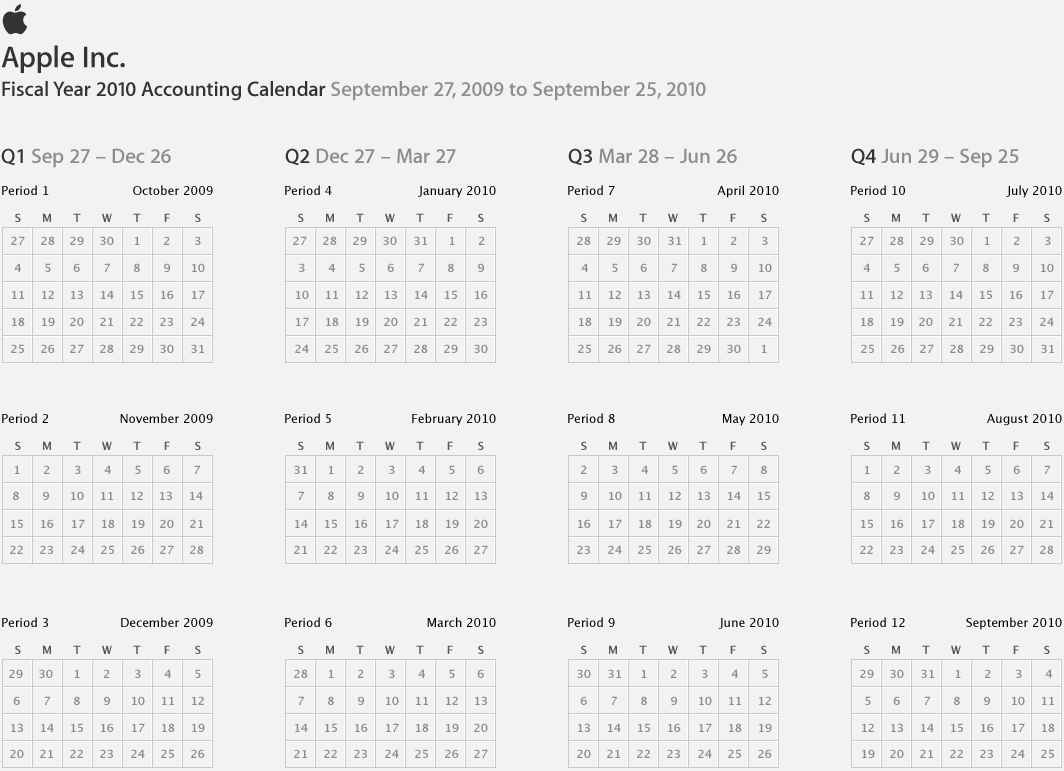 Apple Inc.
Fiscal Year 2010 Accounting Calendar September 27, 2009 to September 25, 2010
Q1 Sep 27 – Dec 26
Period 1 October 2009
S M T W T F S
27 28 29 30 1 2 3
4 5 6 7 8 9 10
11 12 13 14 15 16 17
18 19 20 21 22 23 24
25 26 27 28 29 30 31
Period 2 November 2009
S M T W T F S
1 2 3 4 5 6 7
8 9 10 11 12 13 14
15 16 17 18 19 20 21
22 23 24 25 26 27 28
Period 3 December 2009
S M T W T F S
29 30 1 2 3 4 5
6 7 8 9 10 11 12
13 14 15 16 17 18 19
20 21 22 23 24 25 26
Q2 Dec 27 – Mar 27
Period 4 January 2010
S M T W T F S
27 28 29 30 31 1 2
3 4 5 6 7 8 9
10 11 12 13 14 15 16
17 18 19 20 21 22 23
24 25 26 27 28 29 30
Period 5 February 2010
S M T W T F S
31 1 2 3 4 5 6
7 8 9 10 11 12 13
14 15 16 17 18 19 20
21 22 23 24 25 26 27
Period 6 March 2010
S M T W T F S
28 1 2 3 4 5 6
7 8 9 10 11 12 13
14 15 16 17 18 19 20
21 22 23 24 25 26 27
Q3 Mar 28 – Jun 26
Period 7 April 2010
S M T W T F S
28 29 30 31 1 2 3
4 5 6 7 8 9 10
11 12 13 14 15 16 17
18 19 20 21 22 23 24
25 26 27 28 29 30 1
Period 8 May 2010
S M T W T F S
2 3 4 5 6 7 8
9 10 11 12 13 14 15
16 17 18 19 20 21 22
23 24 25 26 27 28 29
Period 9 June 2010
S M T W T F S
30 31 1 2 3 4 5
6 7 8 9 10 11 12
13 14 15 16 17 18 19
20 21 22 23 24 25 26
Q4 Jun 29 – Sep 25
Period 10 July 2010
S M T W T F S
27 28 29 30 1 2 3
4 5 6 7 8 9 10
11 12 13 14 15 16 17
18 19 20 21 22 23 24
25 26 27 28 29 30 31
Period 11 August 2010
S M T W T F S
1 2 3 4 5 6 7
8 9 10 11 12 13 14
15 16 17 18 19 20 21
22 23 24 25 26 27 28
Period 12 September 2010
S M T W T F S
29 30 31 1 2 3 4
5 6 7 8 9 10 11
12 13 14 15 16 17 18
19 20 21 22 23 24 25